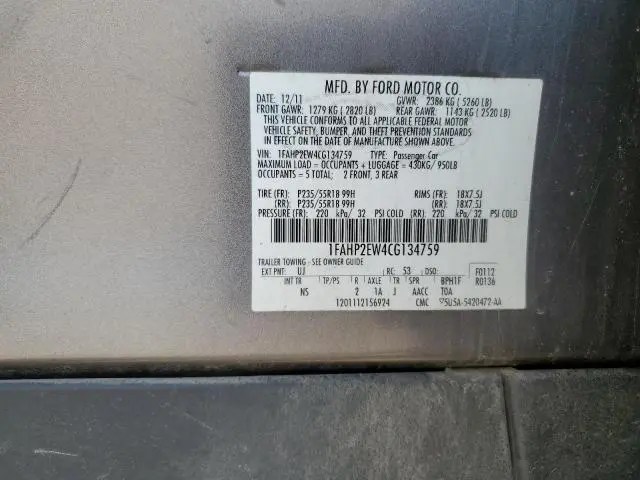 MFD. BY FORD MOTOR CO.
DATE: 12/11 GVWR: 2386 KG ( 5260 LB)
FRONT GAWR: 1279 KG ( 2820 LB) REAR GAWR: 1143 KG ( 2520 LB)
THIS VEHICLE CONFORMS TO ALL APPLICABLE FEDERAL MOTOR
VEHICLE SAFETY, BUMPER, AND THEFT PREVENTION STANDARDS
IN EFFECT ON THE DATE OF MANUFACTURE SHOWN ABOVE.
VIN: 1FAHP2EW4CG134759 TYPE: Passenger Car
MAXIMUM LOAD = OCCUPANTS + LUGGAGE = 430KG/ 950LB
OCCUPANTS = 5 TOTAL; 2 FRONT, 3 REAR
TIRE (FR): P235/55R18 99H RIMS (FR): 18X7.5J
(RR): P235/55R18 99H (RR): 18X7.5J
PRESSURE (FR): 220 kPa/ 32 PSI COLD (RR): 220 kPa/ 32 PSI COLD
1FAHP2EW4CG134759
TRAILER TOWING - SEE OWNER GUIDE
EXT PNT: UJ RC: 53 DSO: F0112
INT TR TP/PS R AXLE TR SPR BPH1F R0136
NS 2 1A J AACC TOA
1201112156924 CMC 5U5A-5420472-AA